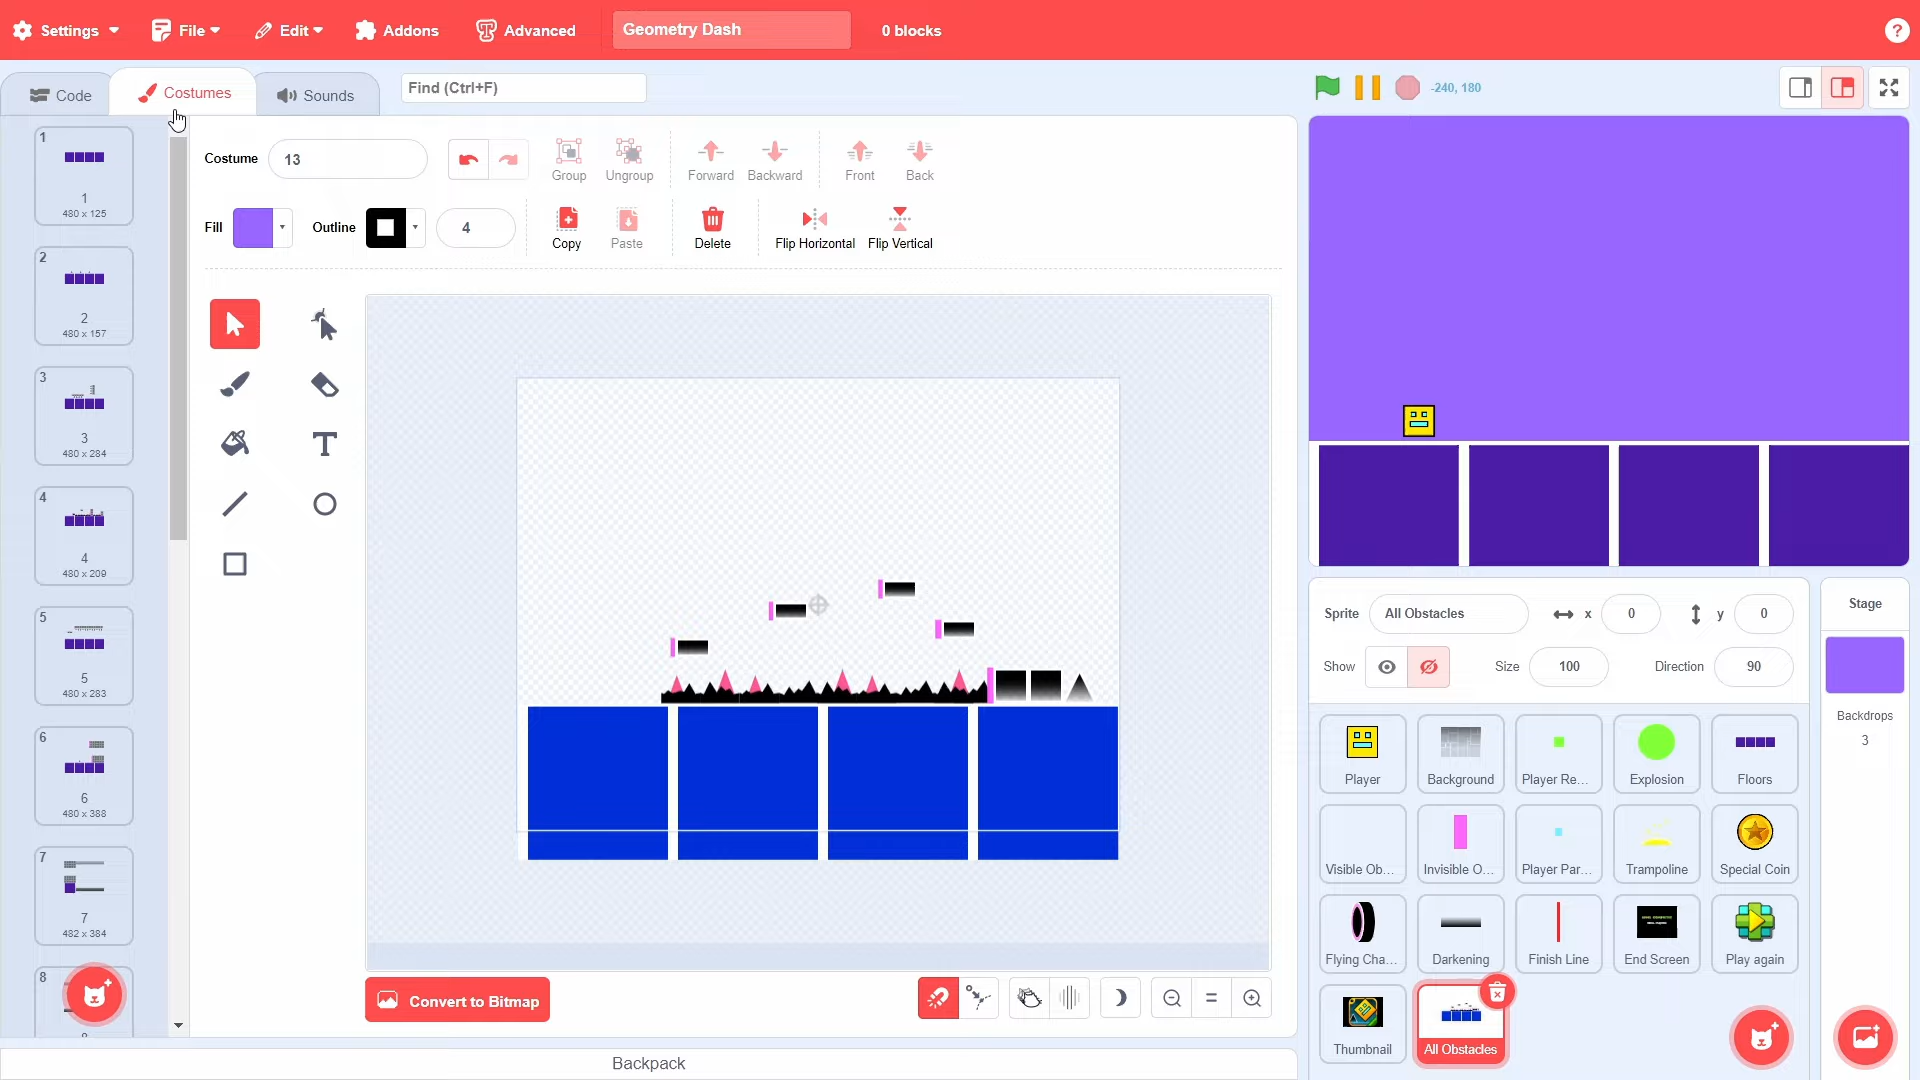 Settings
File
Edit
Addons
Advanced
Geometry Dash
0 blocks
?
Code
Costumes
Sounds
Find (Ctrl+F)
-240, 180
1
1
480 x 125
2
2
480 x 157
3
3
480 x 284
4
4
480 x 209
5
5
480 x 283
6
6
480 x 388
7
7
482 x 384
8
Costume
13
Group
Ungroup
Forward
Backward
Front
Back
Fill
Outline
4
Copy
Paste
Delete
Flip Horizontal
Flip Vertical
T
Convert to Bitmap
Backpack
Sprite
All Obstacles
x
0
y
0
Show
Size
100
Direction
90
Stage
Backdrops
3
Player
Background
Player Re...
Explosion
Floors
Visible Ob...
Invisible O...
Player Par...
Trampoline
Special Coin
Flying Cha...
Darkening
Finish Line
End Screen
Play again
Thumbnail
All Obstacles